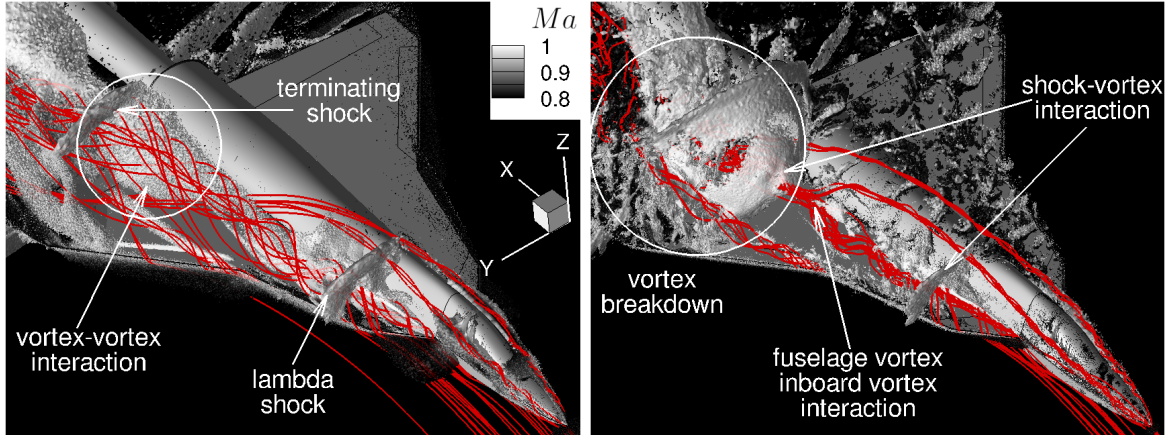 Ma
1
0.9
0.8
terminating
shock
Z
X
Y
vortex-vortex
interaction
lambda
shock
shock-vortex
interaction
vortex
breakdown
fuselage vortex
inboard vortex
interaction